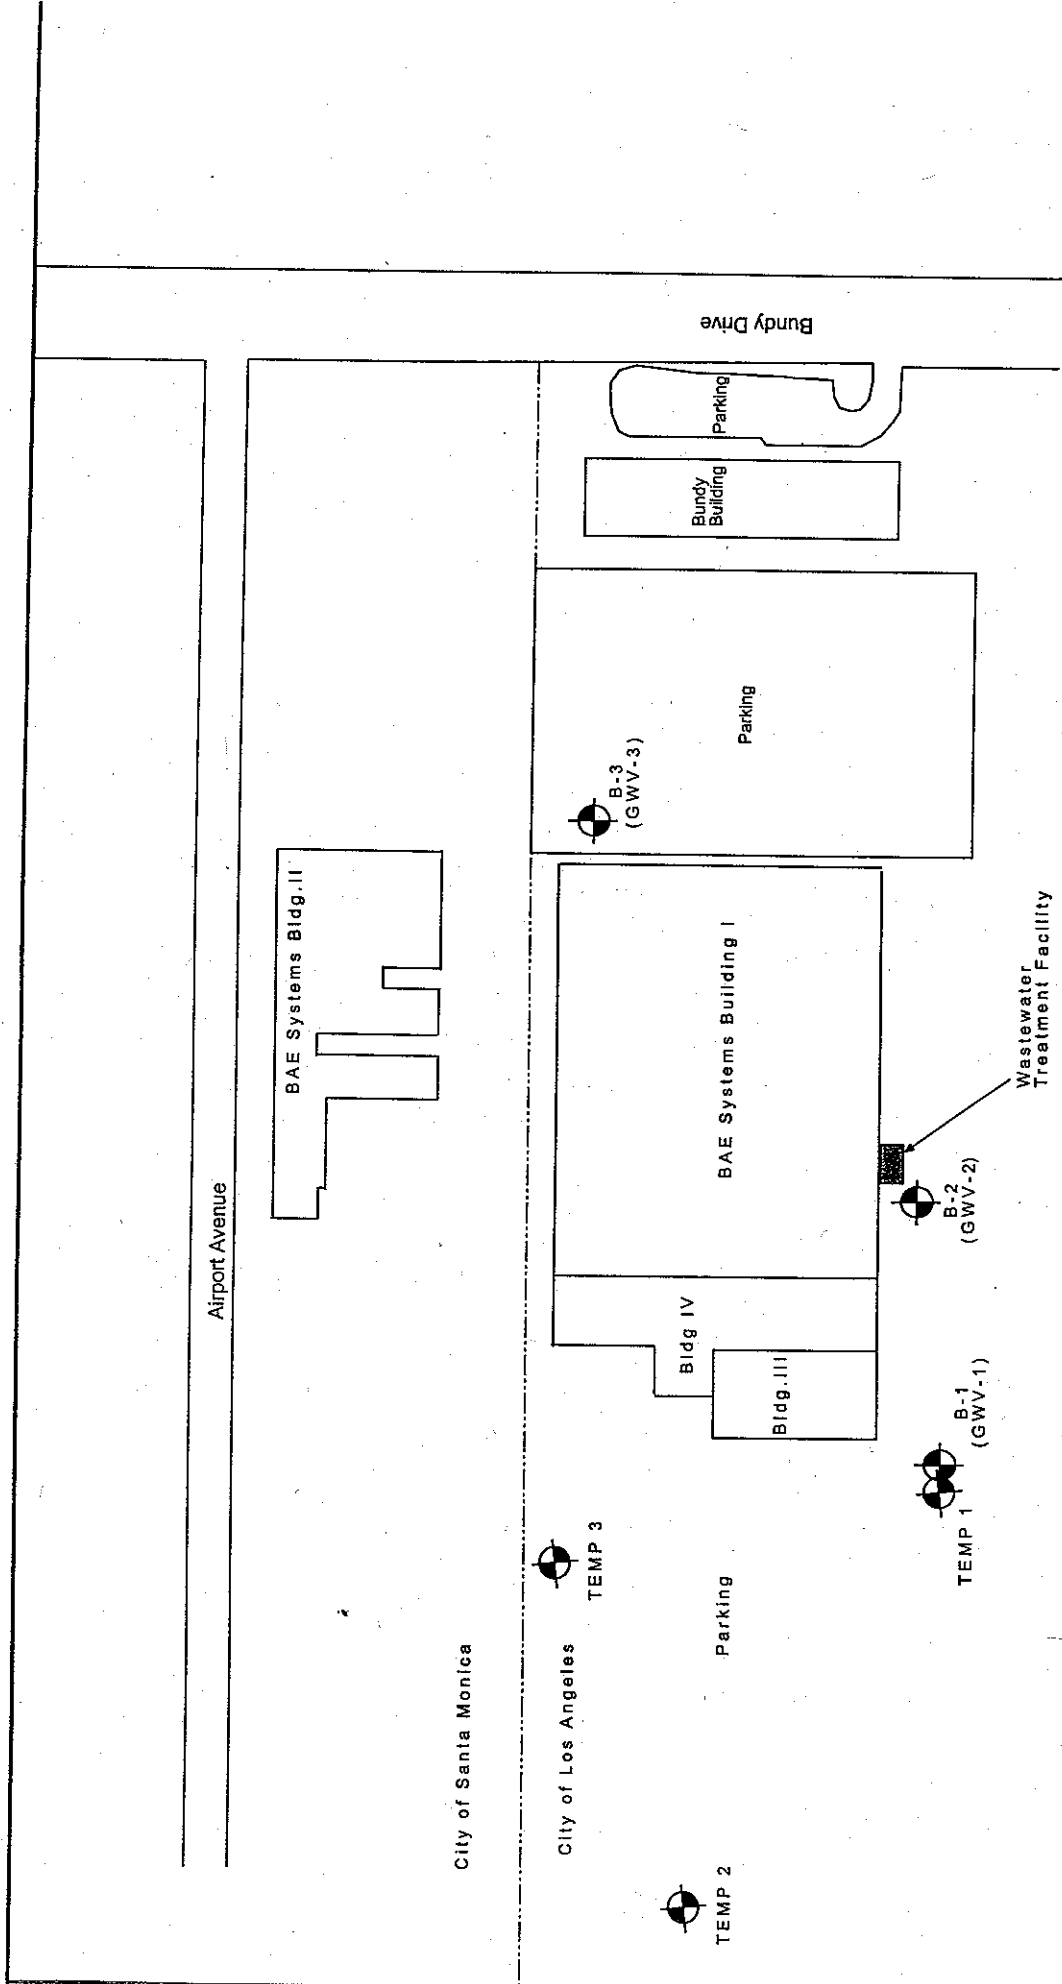 Airport Avenue
BAE Systems Bldg.II
City of Santa Monica
City of Los Angeles
TEMP 3
TEMP 2
Parking
TEMP 1
B-1
(GWV-1)
Bldg IV
Bldg.III
BAE Systems Building I
B-2
(GWV-2)
Wastewater
Treatment Facility
B-3
(GWV-3)
Parking
Bundy
Building
Parking
Bundy Drive